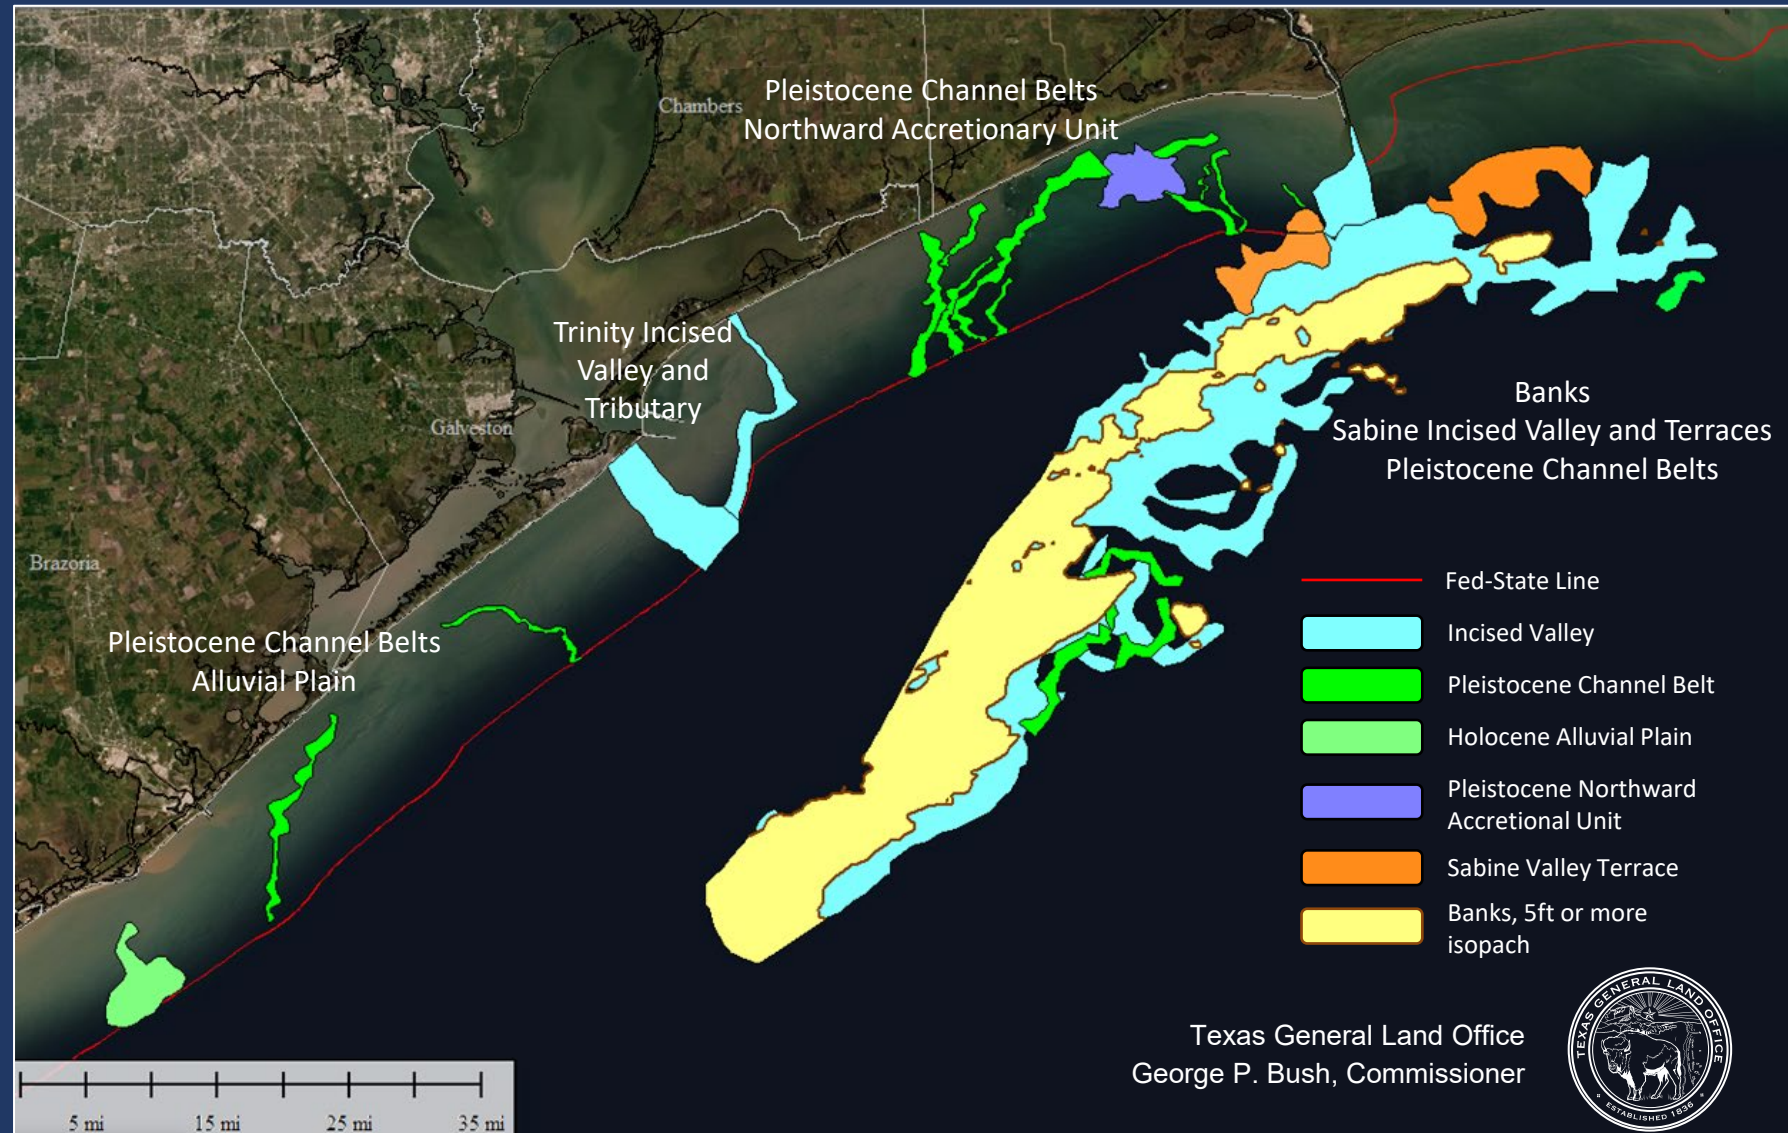 Pleistocene Channel Belts
Northward Accretionary Unit
Chambers
Trinity Incised
Valley and
Tributary
Galveston
Banks
Sabine Incised Valley and Terraces
Pleistocene Channel Belts
Brazoria
Pleistocene Channel Belts
Alluvial Plain
Fed-State Line
Incised Valley
Pleistocene Channel Belt
Holocene Alluvial Plain
Pleistocene Northward
Accretional Unit
Sabine Valley Terrace
Banks, 5ft or more
isopach
Texas General Land Office
George P. Bush, Commissioner
TEXAS GENERAL LAND OFFICE
ESTABLISHED 1836
5 mi 15 mi 25 mi 35 mi